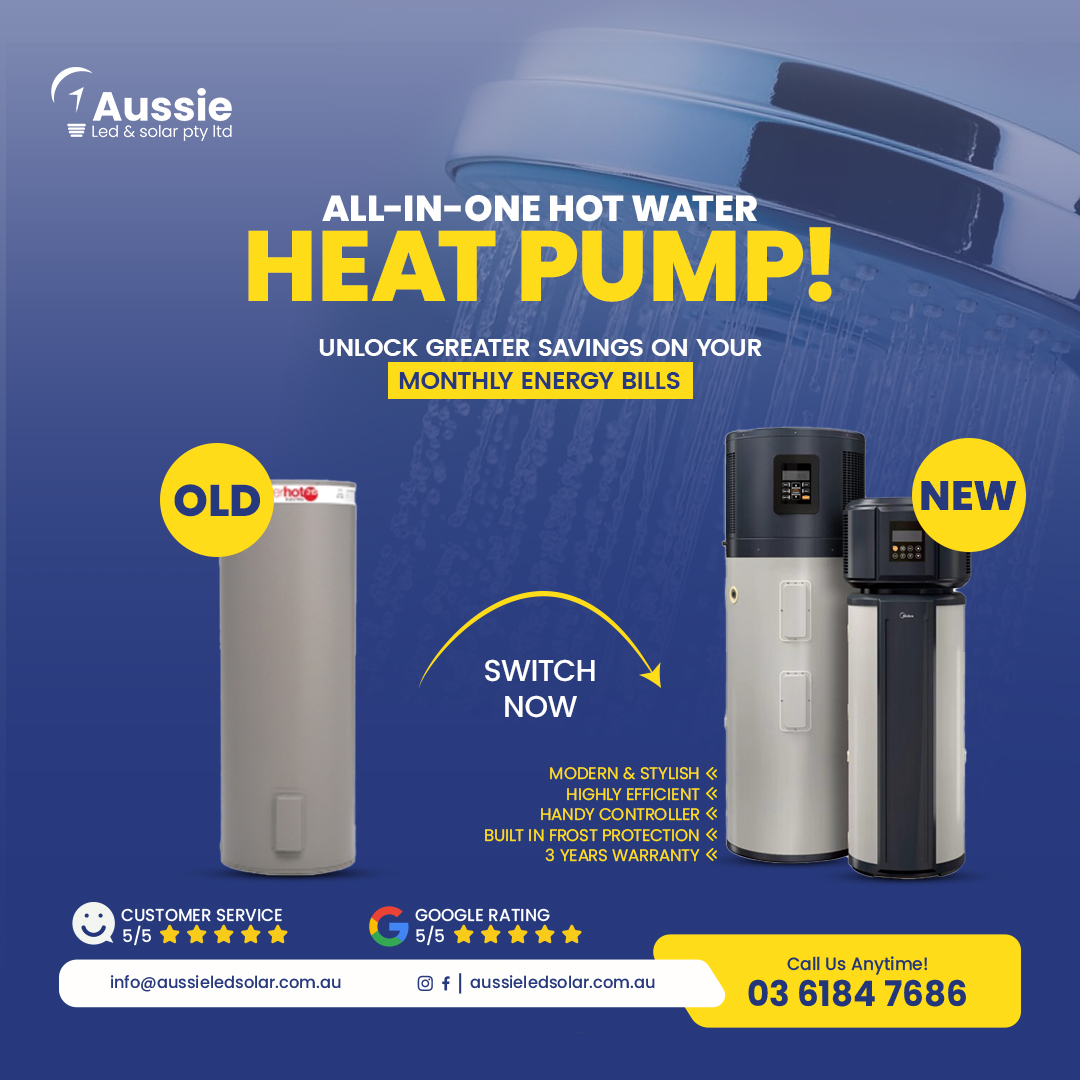 Aussie
Led & solar pty ltd
ALL-IN-ONE HOT WATER
HEAT PUMP!
UNLOCK GREATER SAVINGS ON YOUR
MONTHLY ENERGY BILLS
OLD
NEW
SWITCH
NOW
MODERN & STYLISH
HIGHLY EFFICIENT
HANDY CONTROLLER
BUILT IN FROST PROTECTION
3 YEARS WARRANTY
CUSTOMER SERVICE
5/5
GOOGLE RATING
5/5
info@aussieledsolar.com.au
aussieledsolar.com.au
Call Us Anytime!
03 6184 7686